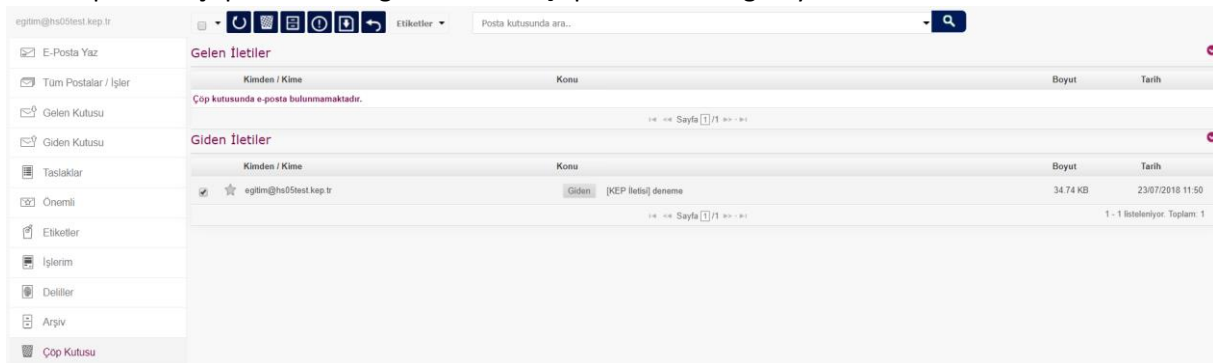 egitim@hs05test.kep.tr
Etiketler
Posta kutusunda ara..
E-Posta Yaz
Tüm Postalar / İşler
Gelen Kutusu
Giden Kutusu
Taslaklar
Önemli
Etiketler
İşlerim
Deliller
Arşiv
Çöp Kutusu
Gelen İletiler
Kimden / Kime Konu Boyut Tarih
Çöp kutusunda e-posta bulunmamaktadır.
Sayfa 1 /1
Giden İletiler
Kimden / Kime Konu Boyut Tarih
egitim@hs05test.kep.tr Giden [KEP İletisi] deneme 34.74 KB 23/07/2018 11:50
Sayfa 1 /1 1 - 1 listeleniyor. Toplam: 1